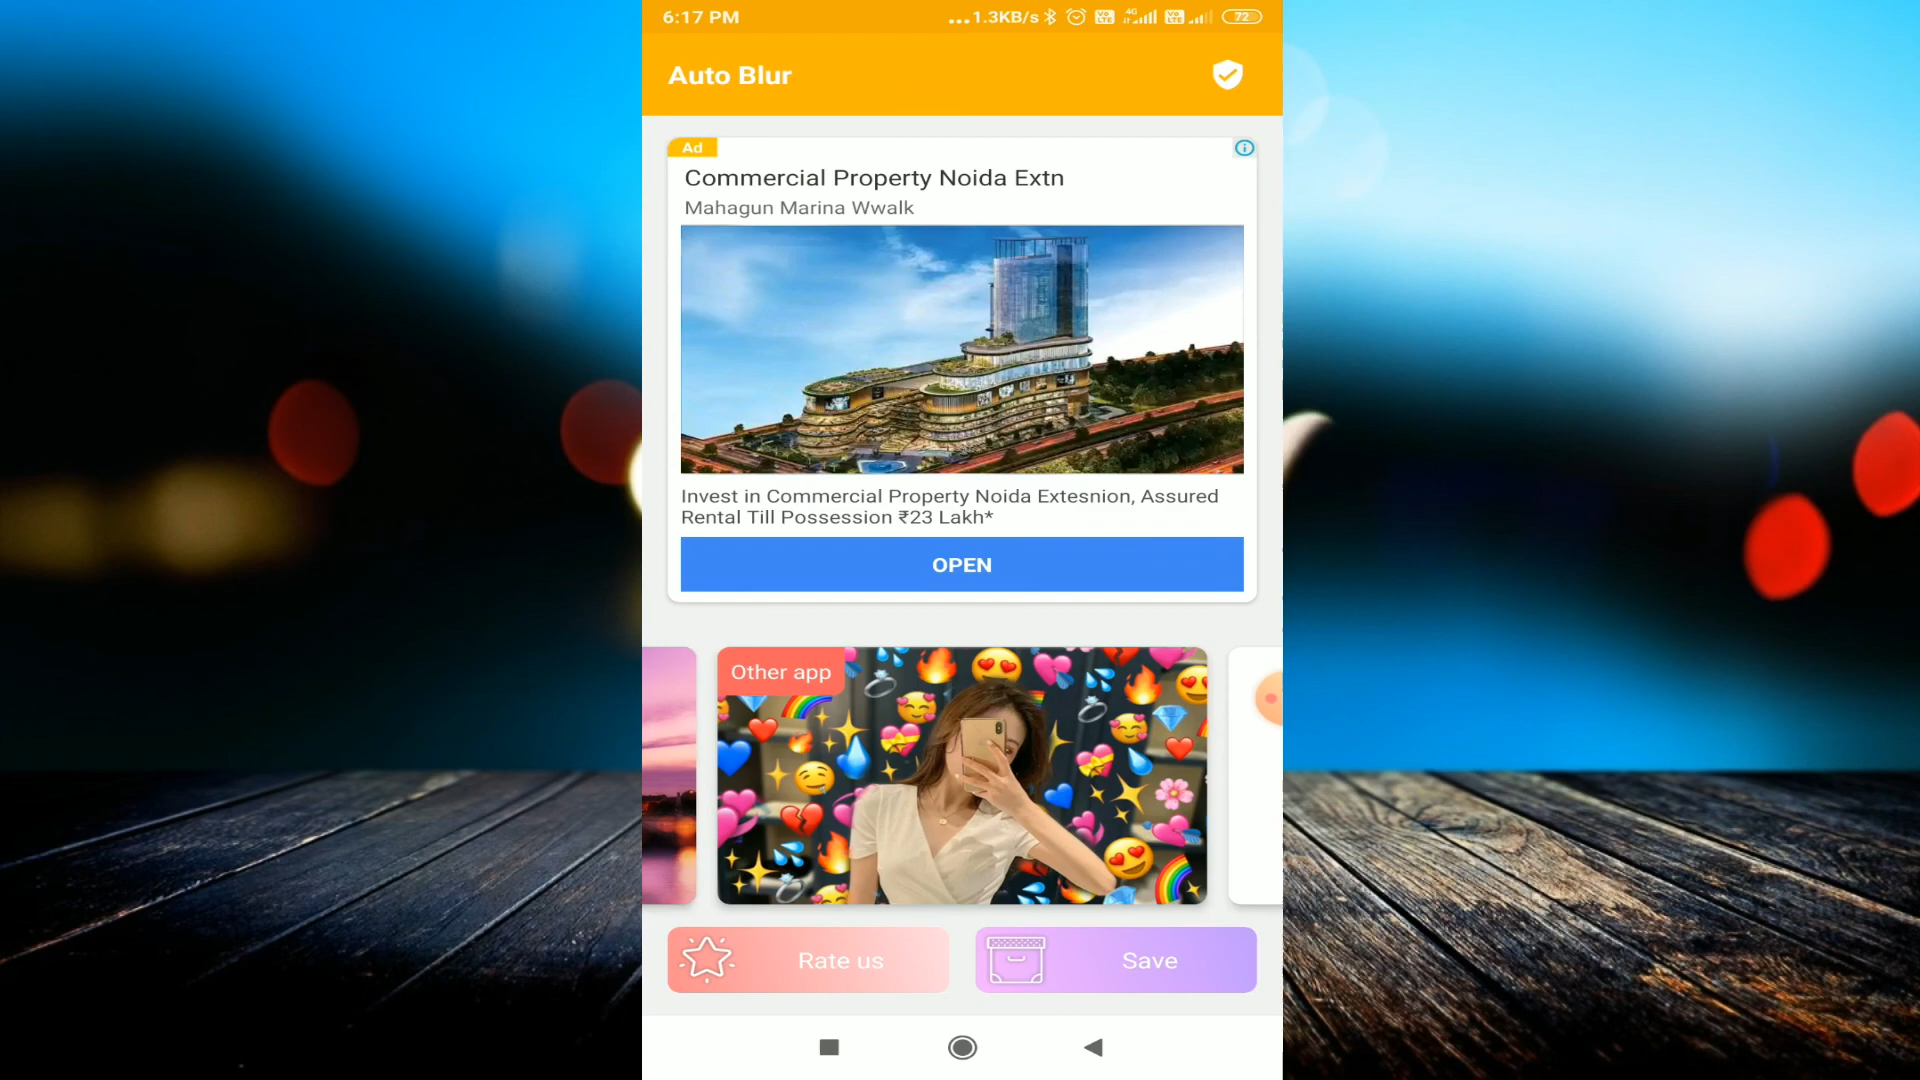 6:17 PM
...1.3KB/s 4G 72
Auto Blur
Ad
Commercial Property Noida Extn
Mahagun Marina Wwalk
Invest in Commercial Property Noida Extesnion, Assured
Rental Till Possession ₹23 Lakh*
OPEN
Other app
Rate us
Save